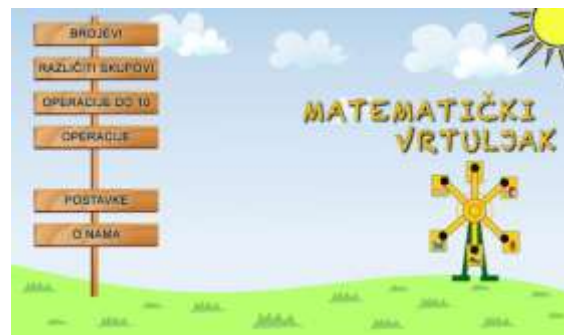 BROJEVI
RAZLIČITI SKUPOVI
OPERACIJE DO 10
OPERACIJE
POSTAVKE
O NAMA
MATEMATIČKI
VRTULJAK